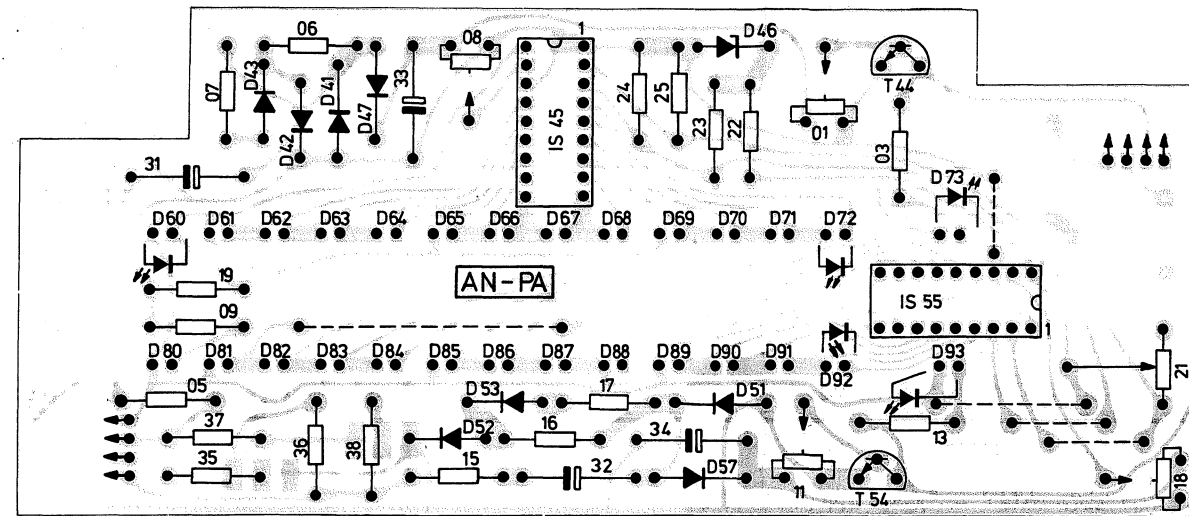 06
08
1
D46
T44
07
D43
D41
D47
33
D42
IS 45
24
25
23
22
01
03
31
D73
D60 D61 D62 D63 D64 D65 D66 D67 D68 D69 D70 D71 D72
19
AN-PA
IS 55
09
1
D80 D81 D82 D83 D84 D85 D86 D87 D88 D89 D90 D91 D92 D93
21
05
D53
17
D51
37
36
38
D52
16
34
13
35
15
32
D57
11
T54
18